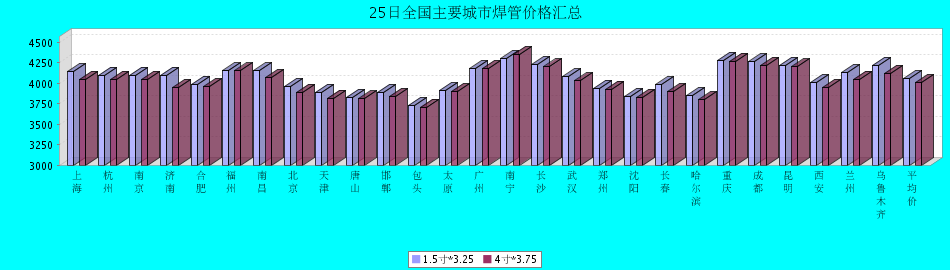 25日全国主要城市焊管价格汇总
4500
4250
4000
3750
3500
3250
3000
上海
杭州
南京
济南
合肥
福州
南昌
北京
天津
唐山
邯郸
包头
太原
广州
南宁
长沙
武汉
郑州
沈阳
长春
哈尔滨
重庆
成都
昆明
西安
兰州
乌鲁木齐
平均价
1.5寸*3.25
4寸*3.75